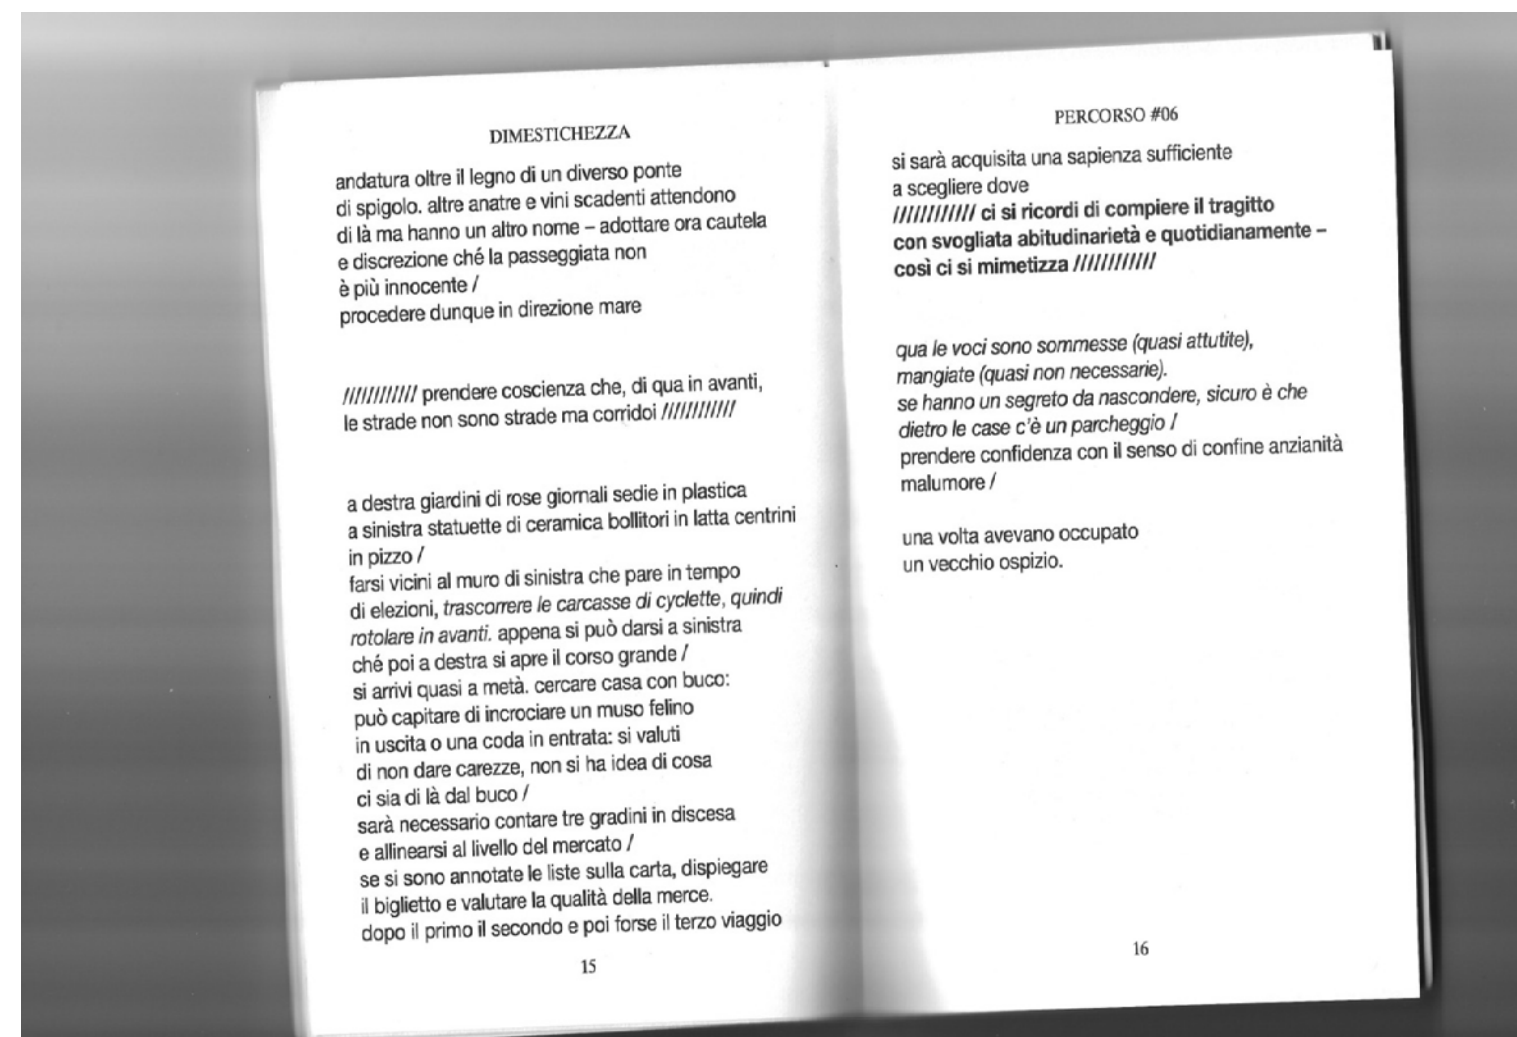 DIMESTICHEZZA
andatura oltre il legno di un diverso ponte
di spigolo. altre anatre e vini scadenti attendono
di là ma hanno un altro nome – adottare ora cautela
e discrezione ché la passeggiata non
è più innocente /
procedere dunque in direzione mare
//////////// prendere coscienza che, di qua in avanti,
le strade non sono strade ma corridoi ////////////
a destra giardini di rose giornali sedie in plastica
a sinistra statuette di ceramica bollitori in latta centrini
in pizzo /
farsi vicini al muro di sinistra che pare in tempo
di elezioni, trascorrere le carcasse di cyclette, quindi
rotolare in avanti. appena si può darsi a sinistra
ché poi a destra si apre il corso grande /
si arrivi quasi a metà. cercare casa con buco:
può capitare di incrociare un muso felino
in uscita o una coda in entrata: si valuti
di non dare carezze, non si ha idea di cosa
ci sia di là dal buco /
sarà necessario contare tre gradini in discesa
e allinearsi al livello del mercato /
se si sono annotate le liste sulla carta, dispiegare
il biglietto e valutare la qualità della merce.
dopo il primo il secondo e poi forse il terzo viaggio
15
PERCORSO #06
si sarà acquisita una sapienza sufficiente
a scegliere dove
//////////// ci si ricordi di compiere il tragitto
con svogliata abitudinarietà e quotidianamente –
così ci si mimetizza ////////////
qua le voci sono sommesse (quasi attutite),
mangiate (quasi non necessarie).
se hanno un segreto da nascondere, sicuro è che
dietro le case c'è un parcheggio /
prendere confidenza con il senso di confine anzianità
malumore /
una volta avevano occupato
un vecchio ospizio.
16